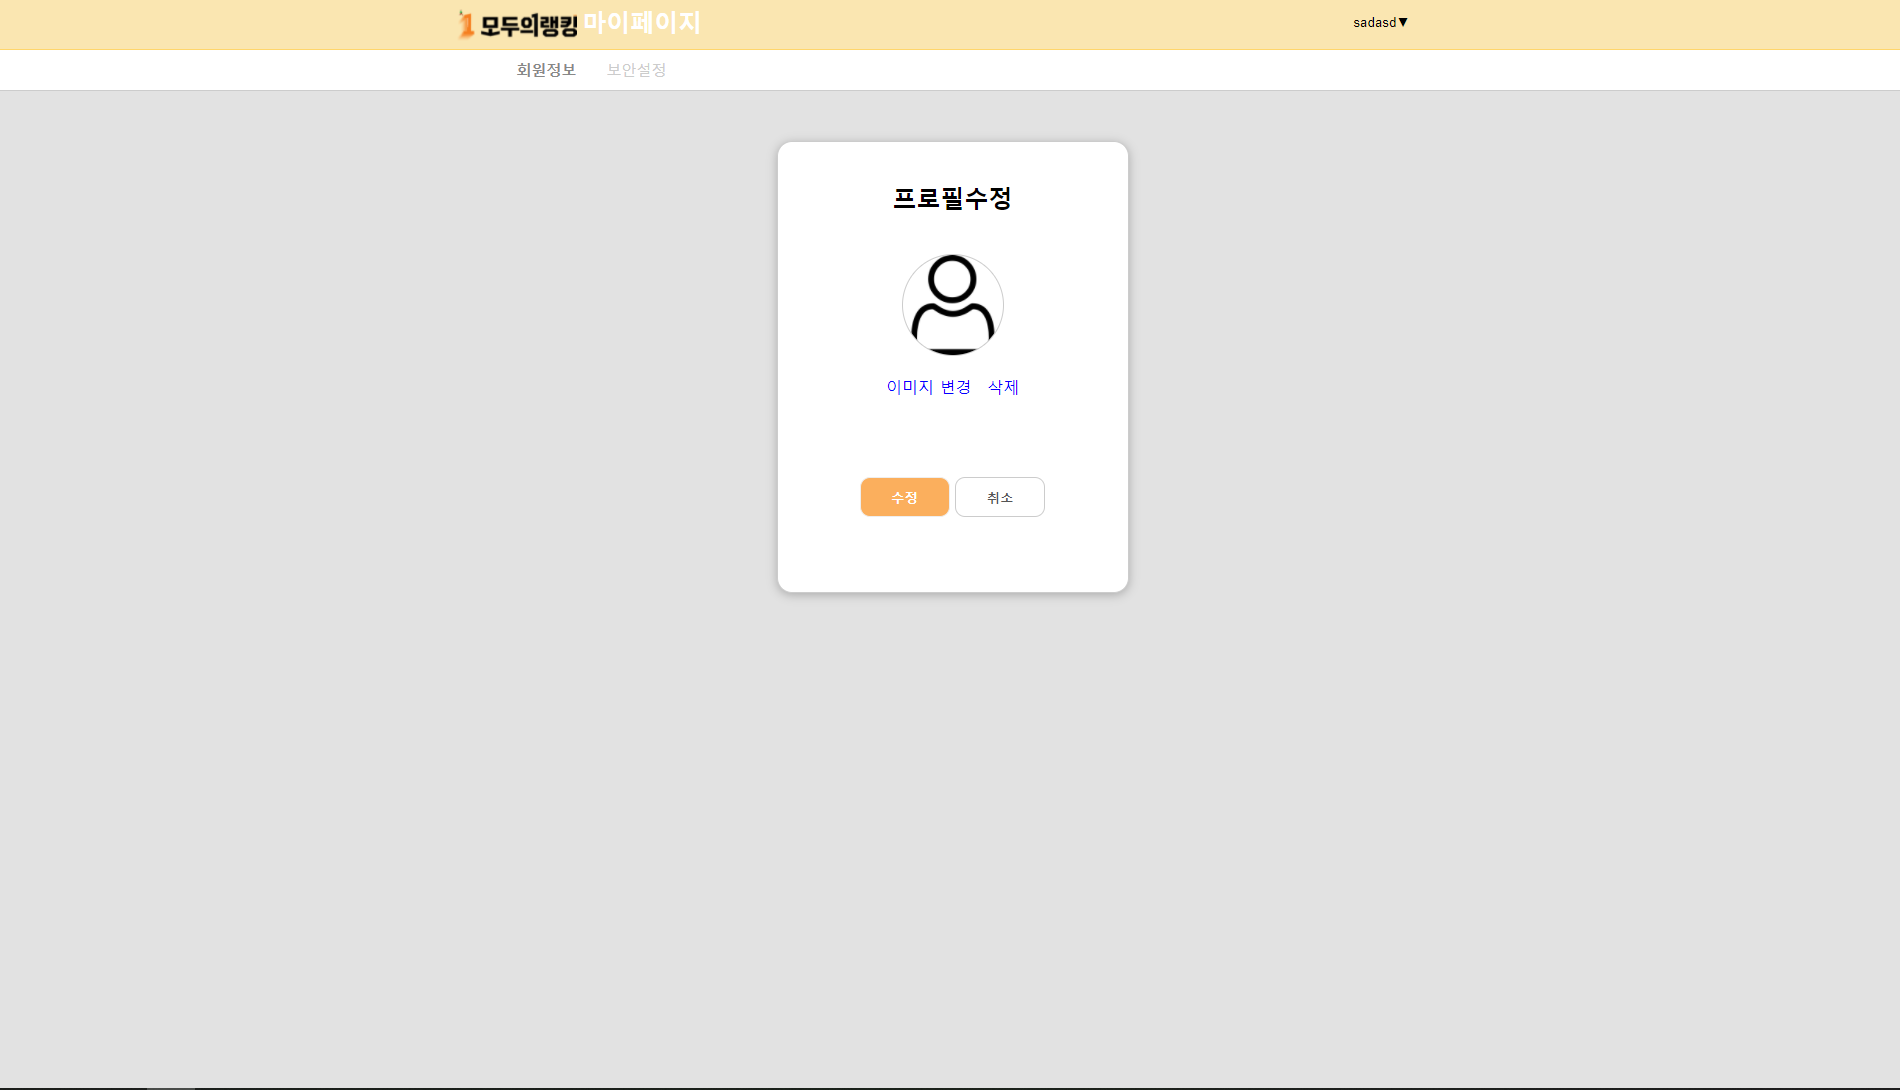 1 모두의랭킹 마이페이지 sadasd▼
회원정보 보안설정
프로필수정
이미지 변경 삭제
수정 취소